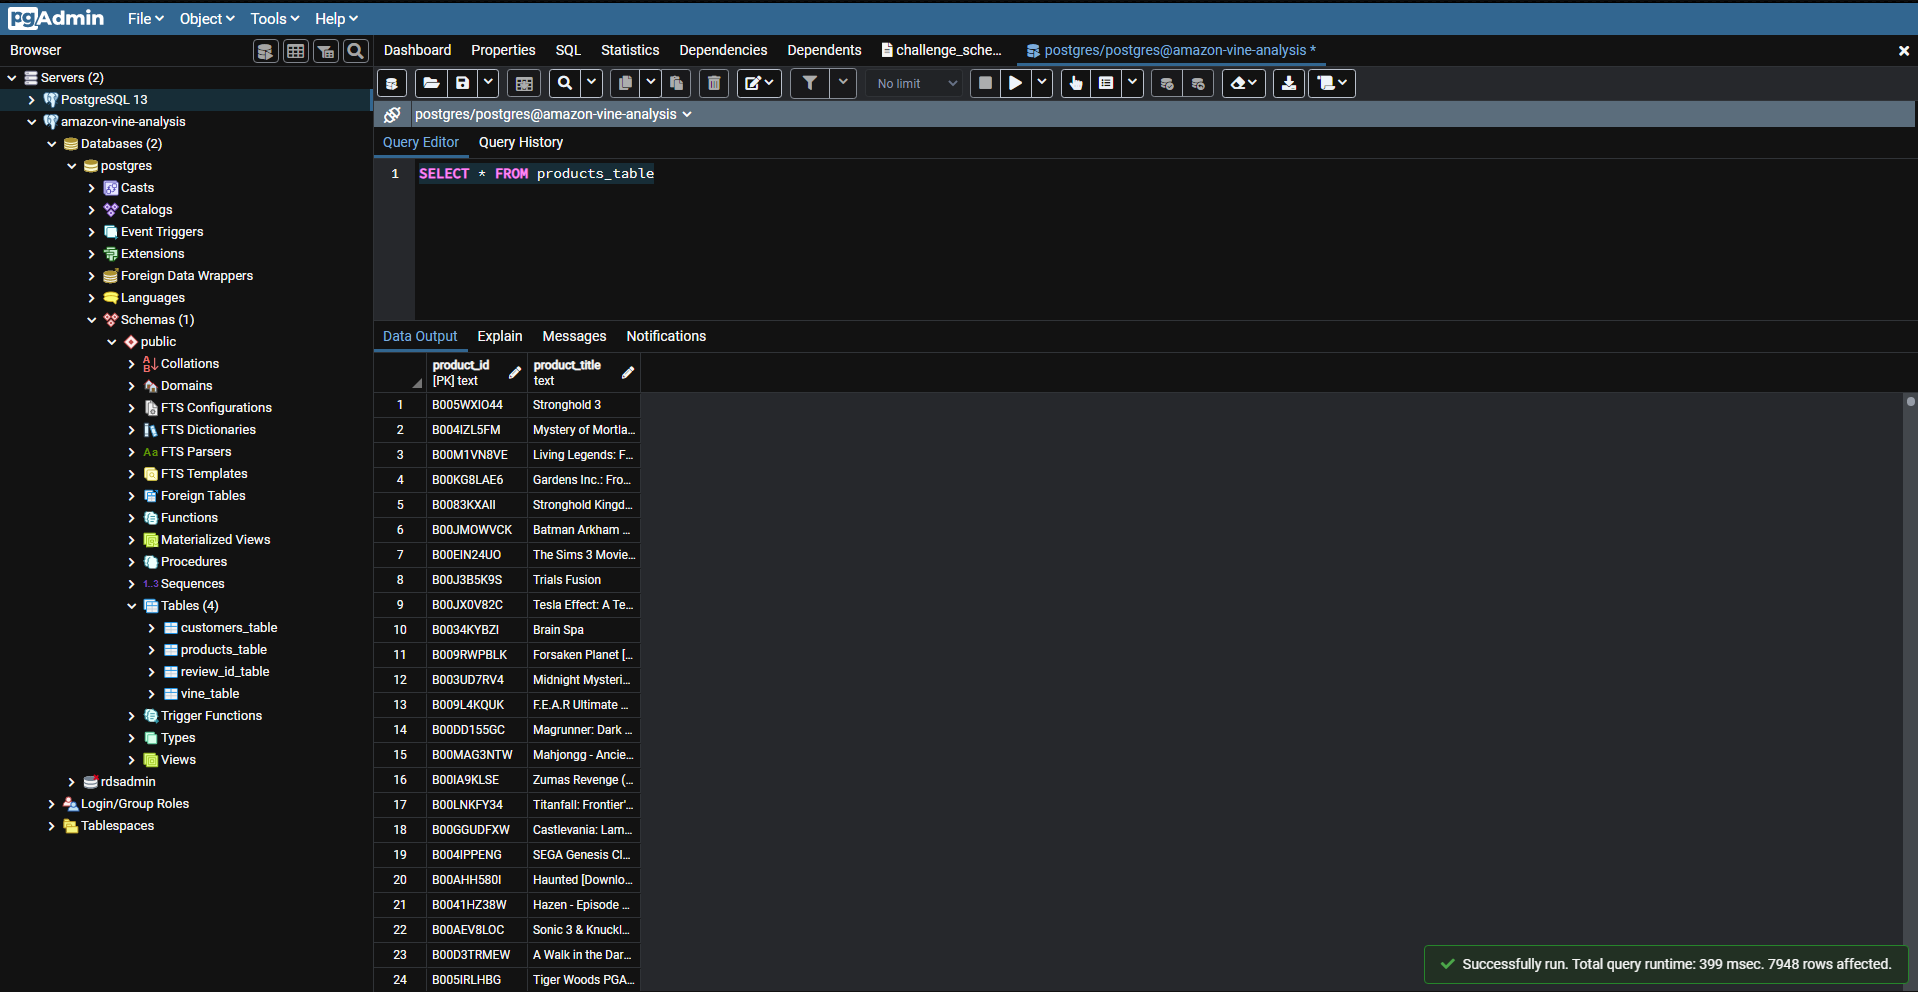 pgAdmin File Object Tools Help
Browser
Dashboard Properties SQL Statistics Dependencies Dependents challenge_sche... postgres/postgres@amazon-vine-analysis *
No limit
postgres/postgres@amazon-vine-analysis
Query Editor Query History
1 SELECT * FROM products_table
Servers (2)
PostgreSQL 13
amazon-vine-analysis
Databases (2)
postgres
Casts
Catalogs
Event Triggers
Extensions
Foreign Data Wrappers
Languages
Schemas (1)
public
Collations
Domains
FTS Configurations
FTS Dictionaries
Aa FTS Parsers
FTS Templates
Foreign Tables
Functions
Materialized Views
Procedures
1..3 Sequences
Tables (4)
customers_table
products_table
review_id_table
vine_table
Trigger Functions
Types
Views
rdsadmin
Login/Group Roles
Tablespaces
Data Output Explain Messages Notifications
product_id product_title
[PK] text text
1 B005WXIO44 Stronghold 3
2 B004IZL5FM Mystery of Mortla...
3 B00M1VN8VE Living Legends: F...
4 B00KG8LAE6 Gardens Inc.: Fro...
5 B0083KXAII Stronghold Kingd...
6 B00JMOWVCK Batman Arkham ...
7 B00EIN24UO The Sims 3 Movie...
8 B00J3B5K9S Trials Fusion
9 B00JX0V82C Tesla Effect: A Te...
10 B0034KYBZI Brain Spa
11 B009RWPBLK Forsaken Planet [...
12 B003UD7RV4 Midnight Mysteri...
13 B009L4KQUK F.E.A.R Ultimate ...
14 B00DD155GC Magrunner: Dark ...
15 B00MAG3NTW Mahjongg - Ancie...
16 B00IA9KLSE Zumas Revenge (...
17 B00LNKFY34 Titanfall: Frontier'...
18 B00GGUDFXW Castlevania: Lam...
19 B004IPPENG SEGA Genesis Cl...
20 B00AHH580I Haunted [Downlo...
21 B0041HZ38W Hazen - Episode ...
22 B00AEV8LOC Sonic 3 & Knuckl...
23 B00D3TRMEW A Walk in the Dar...
24 B005IRLHBG Tiger Woods PGA...
Successfully run. Total query runtime: 399 msec. 7948 rows affected.